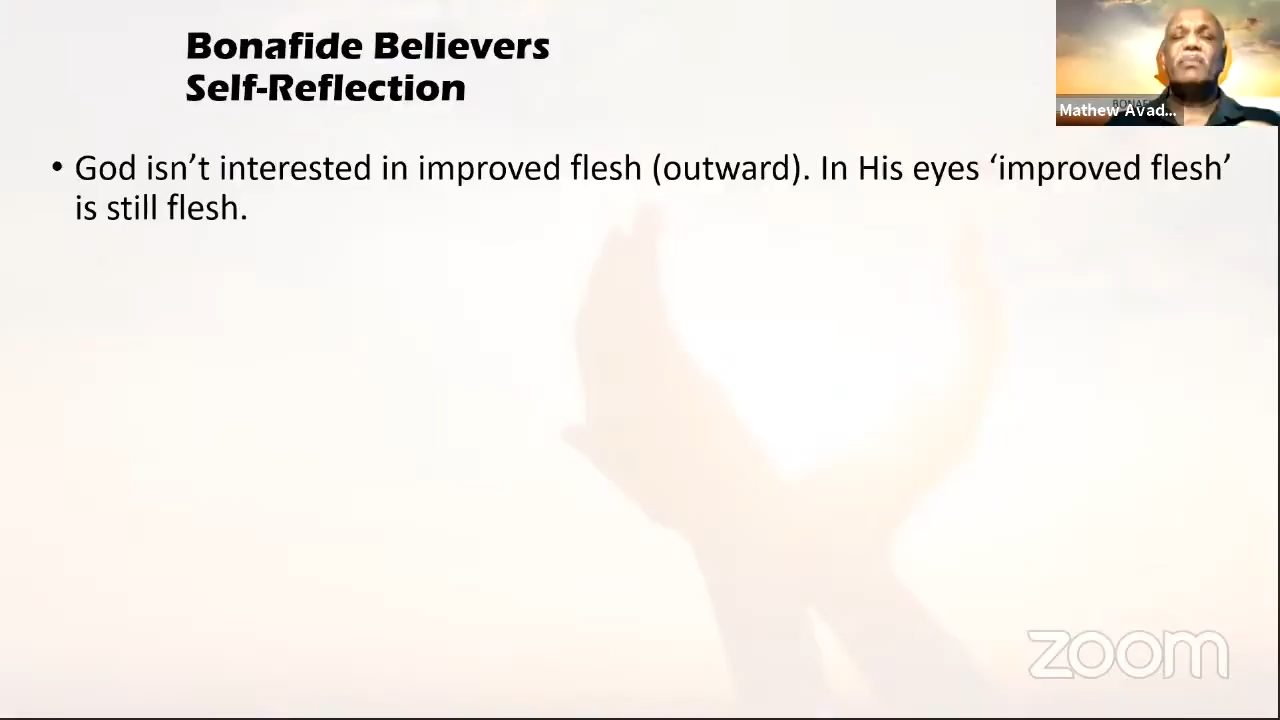 Bonafide Believers
Self-Reflection
• God isn’t interested in improved flesh (outward). In His eyes ‘improved flesh’
is still flesh.
BONAF
Mathew Avad...
zoom